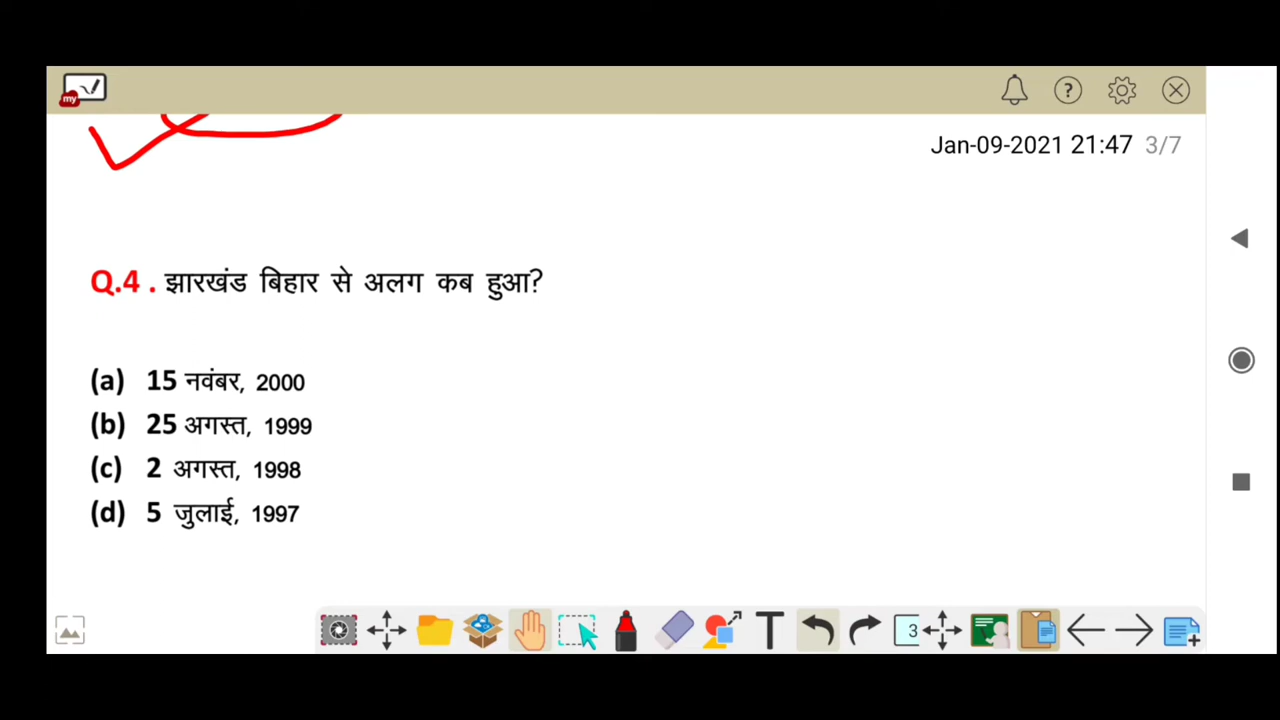 my
Jan-09-2021 21:47 3/7
Q.4 . झारखंड बिहार से अलग कब हुआ?
(a) 15 नवंबर, 2000
(b) 25 अगस्त, 1999
(c) 2 अगस्त, 1998
(d) 5 जुलाई, 1997
T 3